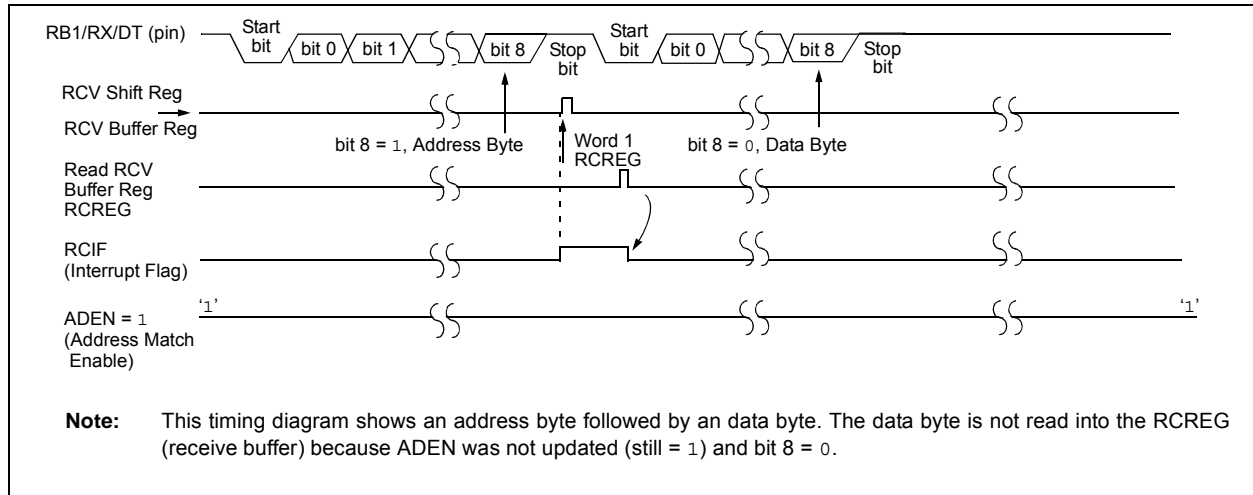 RB1/RX/DT (pin)
Start
bit
bit 0
bit 1
bit 8
Stop
bit
Start
bit
bit 0
bit 8
Stop
bit
RCV Shift Reg
RCV Buffer Reg
bit 8 = 1, Address Byte
Word 1
RCREG
bit 8 = 0, Data Byte
Read RCV
Buffer Reg
RCREG
RCIF
(Interrupt Flag)
‘1’
‘1’
ADEN = 1
(Address Match
Enable)
Note: This timing diagram shows an address byte followed by an data byte. The data byte is not read into the RCREG
(receive buffer) because ADEN was not updated (still = 1) and bit 8 = 0.